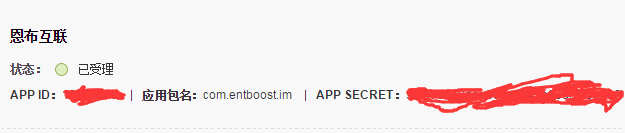 恩布互联
状态： 已受理
APP ID： | 应用包名：com.entboost.im | APP SECRET：